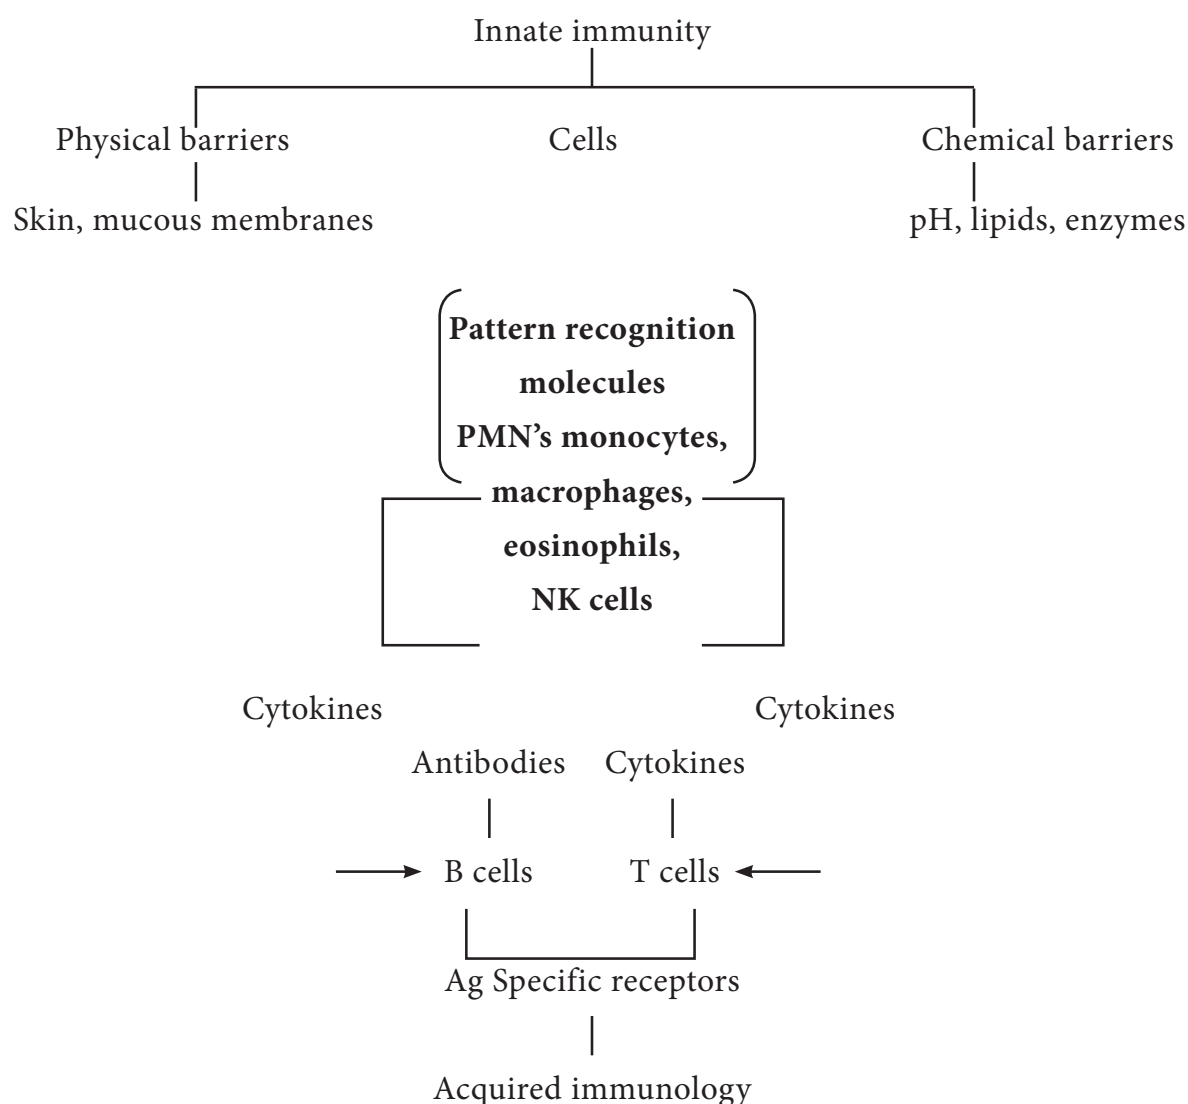 Innate immunity
Physical barriers Cells Chemical barriers
Skin, mucous membranes pH, lipids, enzymes
Pattern recognition
molecules
PMN’s monocytes,
macrophages,
eosinophils,
NK cells
Cytokines Cytokines
Antibodies Cytokines
B cells T cells
Ag Specific receptors
Acquired immunology